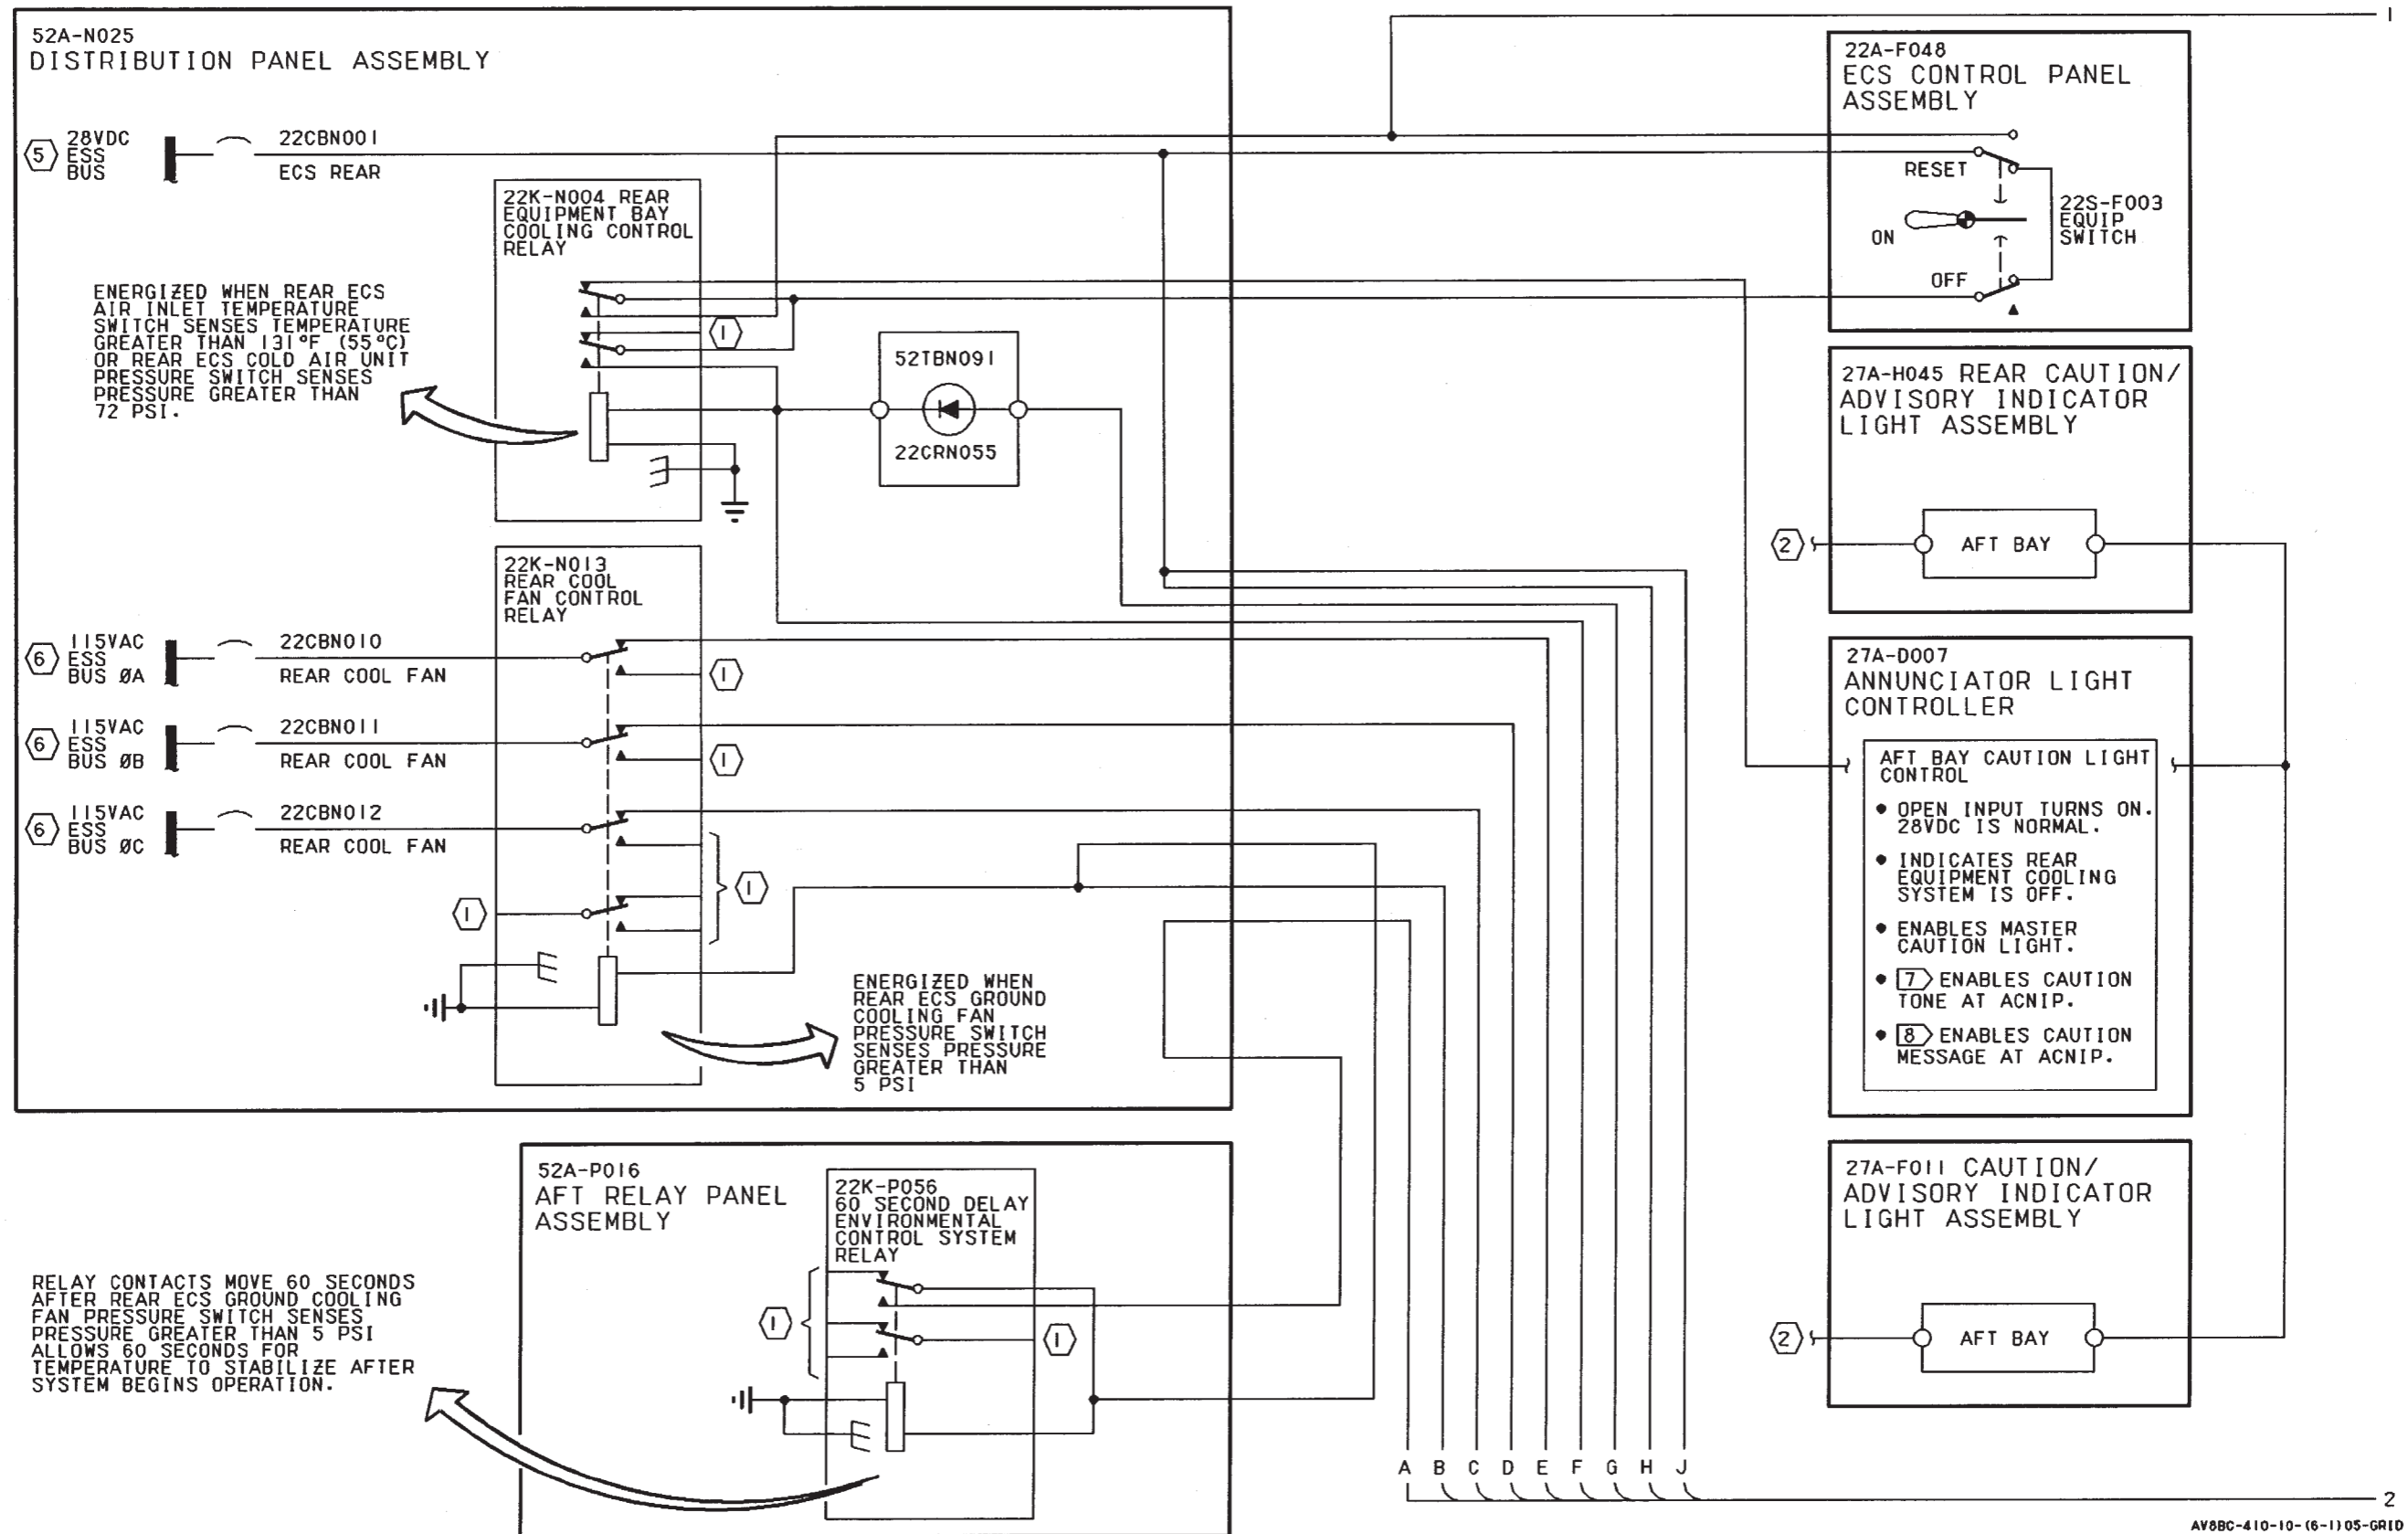 1
52A-N025
DISTRIBUTION PANEL ASSEMBLY
5
28VDC
ESS
BUS
22CBN001
ECS REAR
22K-N004 REAR
EQUIPMENT BAY
COOLING CONTROL
RELAY
1
ENERGIZED WHEN REAR ECS
AIR INLET TEMPERATURE
SWITCH SENSES TEMPERATURE
GREATER THAN 131°F (55°C)
OR REAR ECS COLD AIR UNIT
PRESSURE SWITCH SENSES
PRESSURE GREATER THAN
72 PSI.
52TBN091
22CRN055
22K-N013
REAR COOL
FAN CONTROL
RELAY
6
115VAC
ESS
BUS ØA
22CBN010
REAR COOL FAN
1
6
115VAC
ESS
BUS ØB
22CBN011
REAR COOL FAN
1
6
115VAC
ESS
BUS ØC
22CBN012
REAR COOL FAN
1
1
ENERGIZED WHEN
REAR ECS GROUND
COOLING FAN
PRESSURE SWITCH
SENSES PRESSURE
GREATER THAN
5 PSI
52A-P016
AFT RELAY PANEL
ASSEMBLY
22K-P056
60 SECOND DELAY
ENVIRONMENTAL
CONTROL SYSTEM
RELAY
1
1
RELAY CONTACTS MOVE 60 SECONDS
AFTER REAR ECS GROUND COOLING
FAN PRESSURE SWITCH SENSES
PRESSURE GREATER THAN 5 PSI
ALLOWS 60 SECONDS FOR
TEMPERATURE TO STABILIZE AFTER
SYSTEM BEGINS OPERATION.
22A-F048
ECS CONTROL PANEL
ASSEMBLY
RESET
22S-F003
EQUIP
SWITCH
ON
OFF
27A-H045 REAR CAUTION/
ADVISORY INDICATOR
LIGHT ASSEMBLY
2
AFT BAY
27A-D007
ANNUNCIATOR LIGHT
CONTROLLER
AFT BAY CAUTION LIGHT
CONTROL
• OPEN INPUT TURNS ON.
28VDC IS NORMAL.
• INDICATES REAR
EQUIPMENT COOLING
SYSTEM IS OFF.
• ENABLES MASTER
CAUTION LIGHT.
• 7 ENABLES CAUTION
TONE AT ACNIP.
• 8 ENABLES CAUTION
MESSAGE AT ACNIP.
27A-F011 CAUTION/
ADVISORY INDICATOR
LIGHT ASSEMBLY
2
AFT BAY
A B C D E F G H J
2
AV8BC-410-10-(6-1)05-GRID